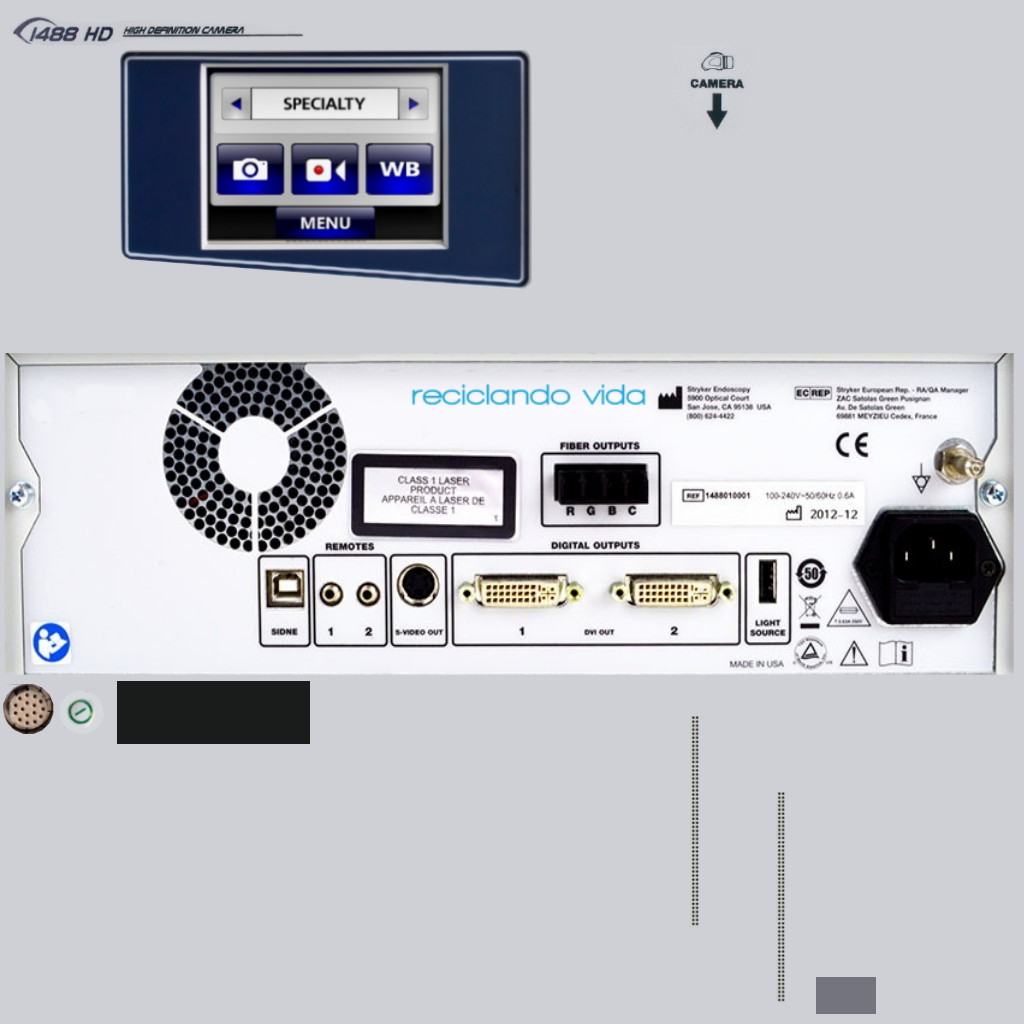 1488 HD HIGH DEFINITION CAMERA
CAMERA
SPECIALTY
WB
MENU
reciclando vida
Stryker Endoscopy
5900 Optical Court
San Jose, CA 95138 USA
(800) 624-4422
EC REP
Stryker European Rep. - RA/QA Manager
ZAC Satolas Green Pusignan
Av. De Satolas Green
69881 MEYZIEU Cedex, France
CE
FIBER OUTPUTS
R G B C
CLASS 1 LASER
PRODUCT
APPAREIL A LASER DE
CLASSE 1
1
REF 1488010001 100-240V~50/60Hz 0.6A
2012-12
REMOTES
DIGITAL OUTPUTS
SIDNE
1 2
S-VIDEO OUT
1 DVI OUT 2
LIGHT
SOURCE
50
MADE IN USA